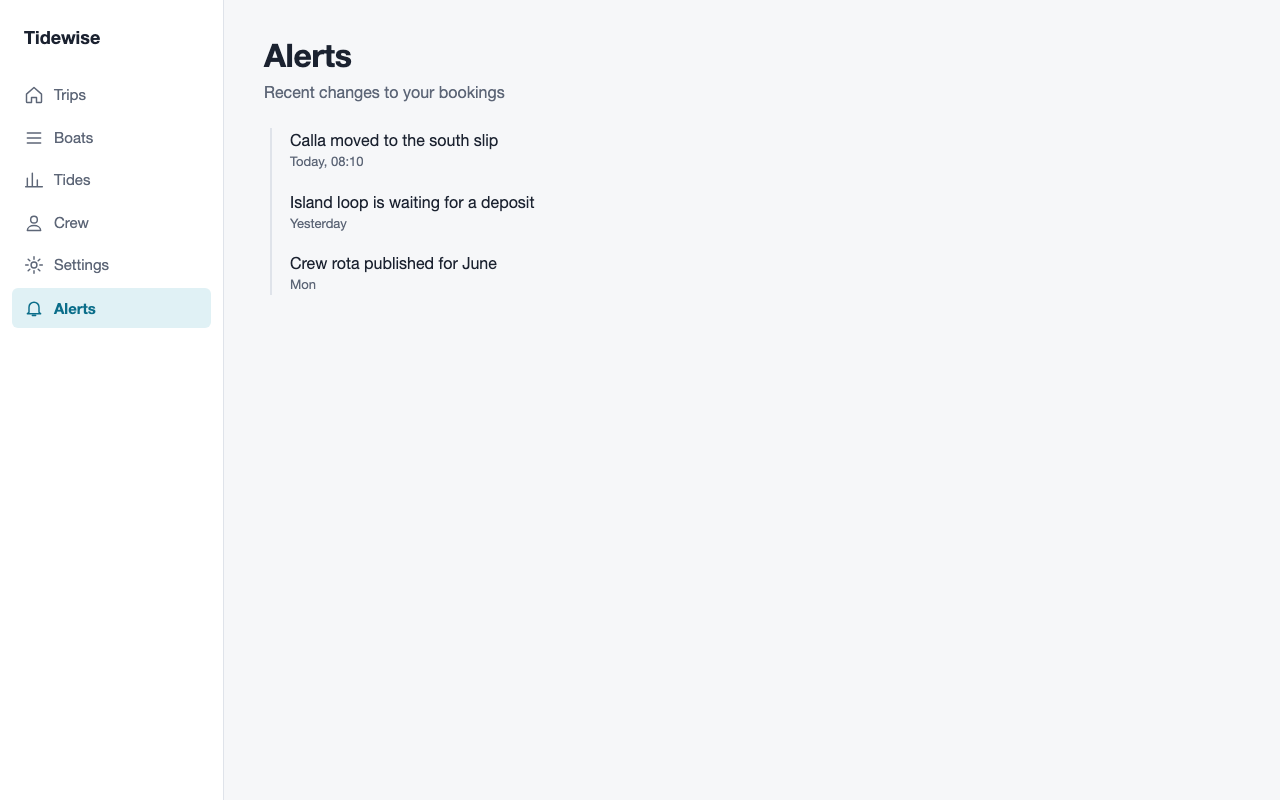 Tidewise
Trips
Boats
Tides
Crew
Settings
Alerts
Alerts
Recent changes to your bookings
Calla moved to the south slip
Today, 08:10
Island loop is waiting for a deposit
Yesterday
Crew rota published for June
Mon